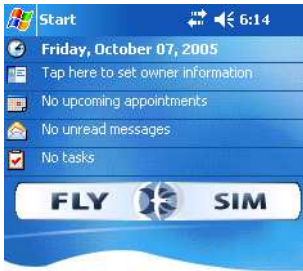 Start 6:14
Friday, October 07, 2005
Tap here to set owner information
No upcoming appointments
No unread messages
No tasks
FLY SIM